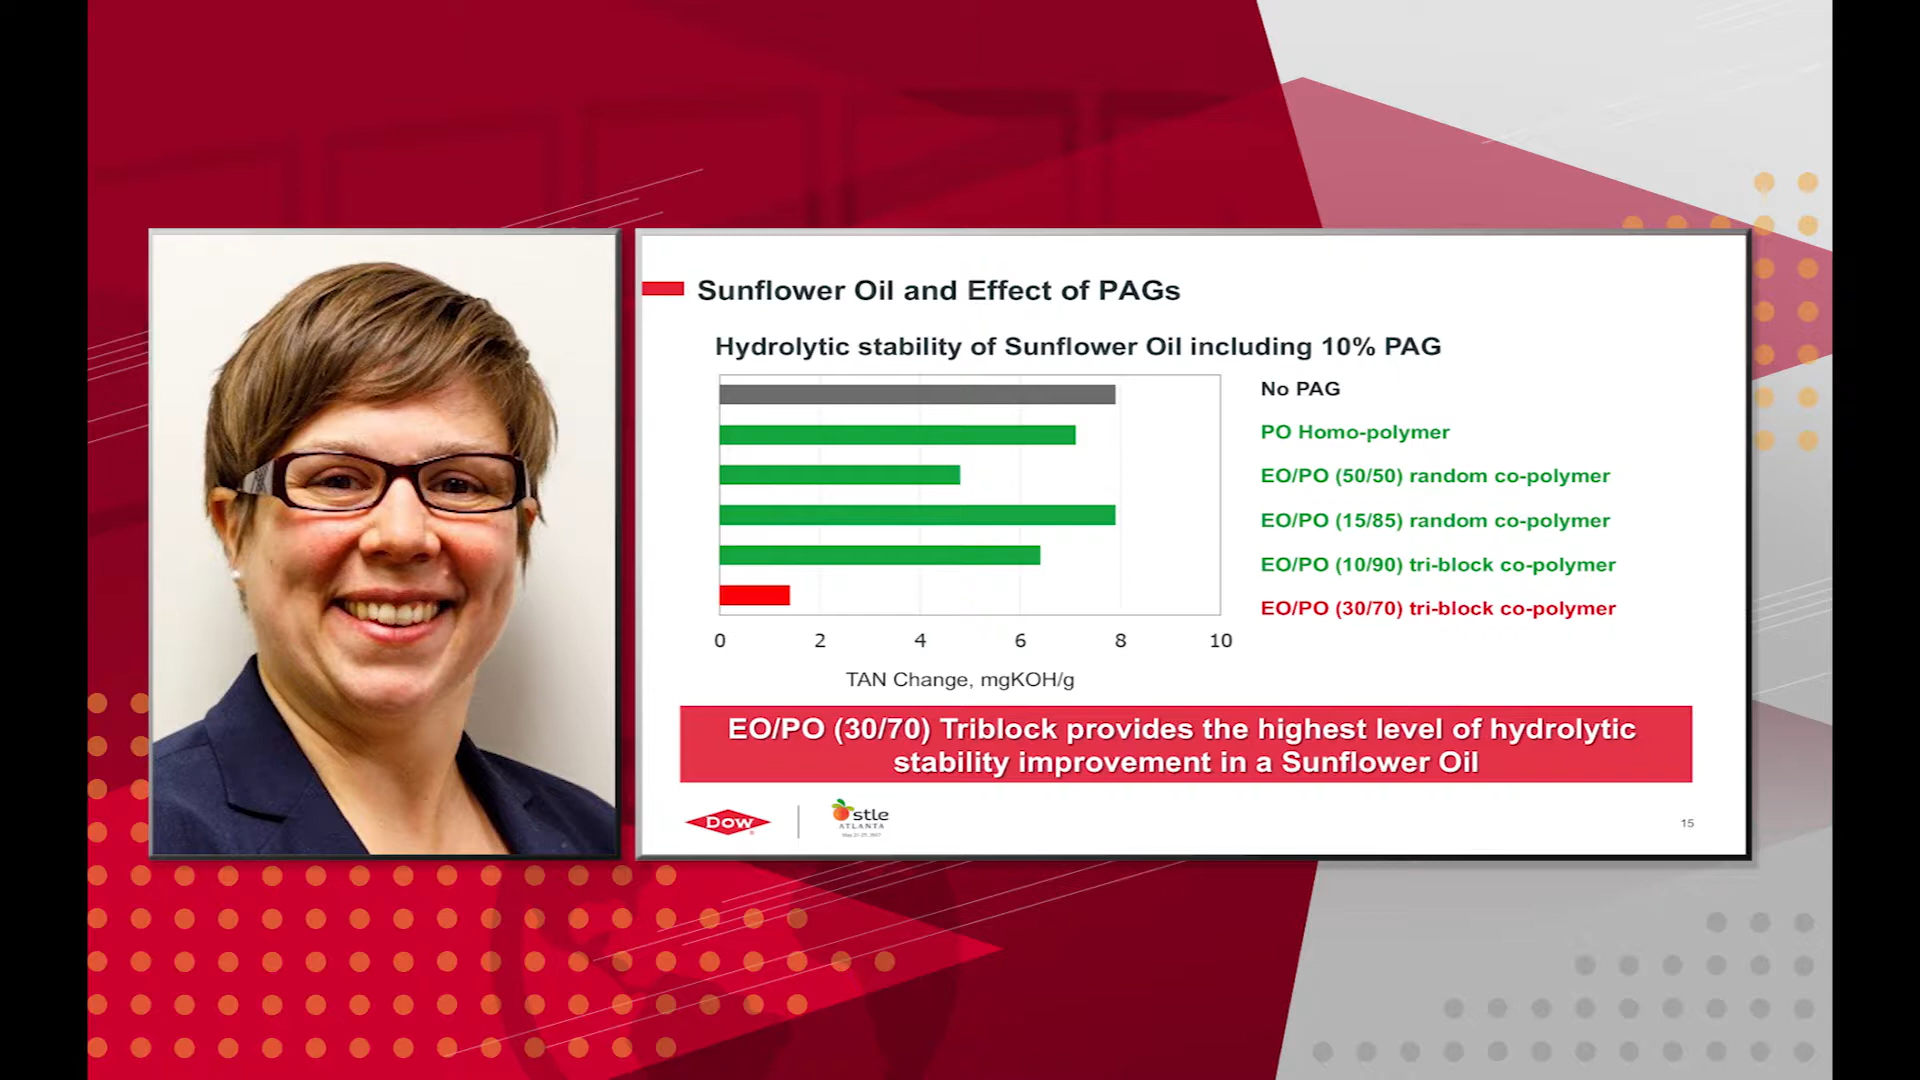 Sunflower Oil and Effect of PAGs
Hydrolytic stability of Sunflower Oil including 10% PAG
No PAG
PO Homo-polymer
EO/PO (50/50) random co-polymer
EO/PO (15/85) random co-polymer
EO/PO (10/90) tri-block co-polymer
EO/PO (30/70) tri-block co-polymer
0 2 4 6 8 10
TAN Change, mgKOH/g
EO/PO (30/70) Triblock provides the highest level of hydrolytic
stability improvement in a Sunflower Oil
DOW
stle
ATLANTA
15